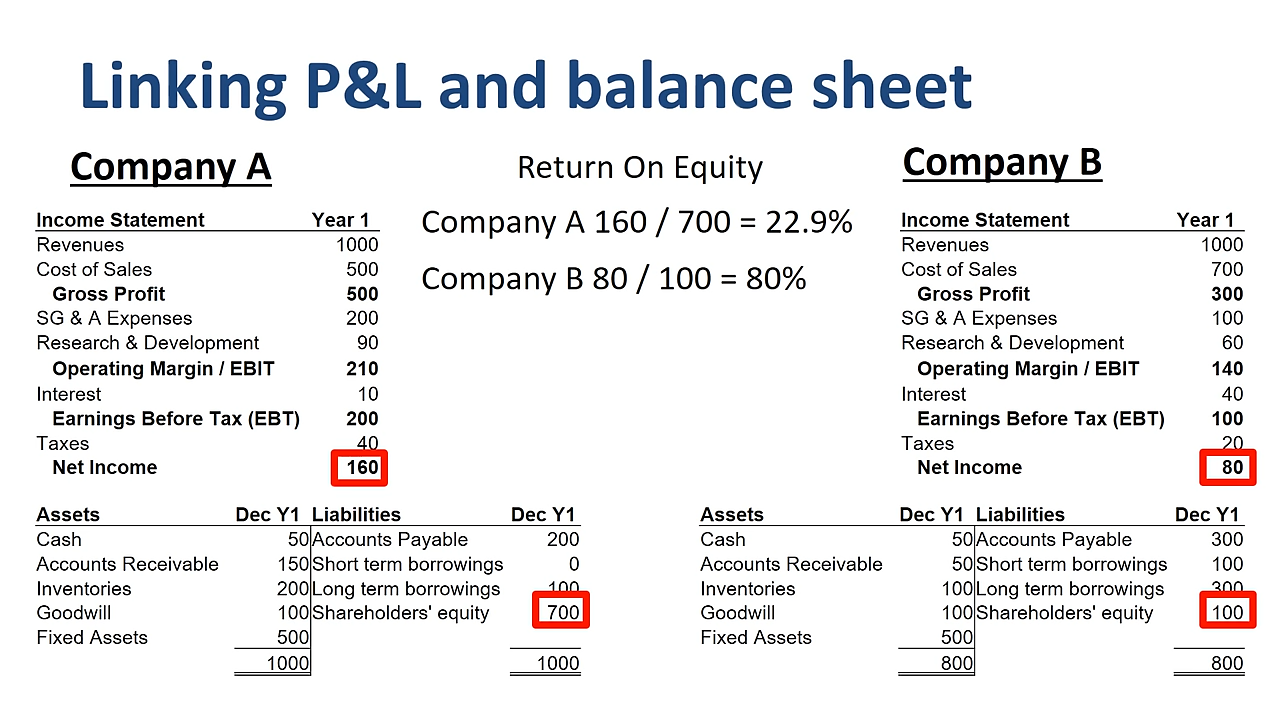 Linking P&L and balance sheet
Company A
Income Statement Year 1
Revenues 1000
Cost of Sales 500
Gross Profit 500
SG & A Expenses 200
Research & Development 90
Operating Margin / EBIT 210
Interest 10
Earnings Before Tax (EBT) 200
Taxes 40
Net Income 160
Return On Equity
Company A 160 / 700 = 22.9%
Company B 80 / 100 = 80%
Company B
Income Statement Year 1
Revenues 1000
Cost of Sales 700
Gross Profit 300
SG & A Expenses 100
Research & Development 60
Operating Margin / EBIT 140
Interest 40
Earnings Before Tax (EBT) 100
Taxes 20
Net Income 80
Assets Dec Y1 Liabilities Dec Y1
Cash 50 Accounts Payable 200
Accounts Receivable 150 Short term borrowings 0
Inventories 200 Long term borrowings 100
Goodwill 100 Shareholders' equity 700
Fixed Assets 500
1000 1000
Assets Dec Y1 Liabilities Dec Y1
Cash 50 Accounts Payable 300
Accounts Receivable 50 Short term borrowings 100
Inventories 100 Long term borrowings 300
Goodwill 100 Shareholders' equity 100
Fixed Assets 500
800 800